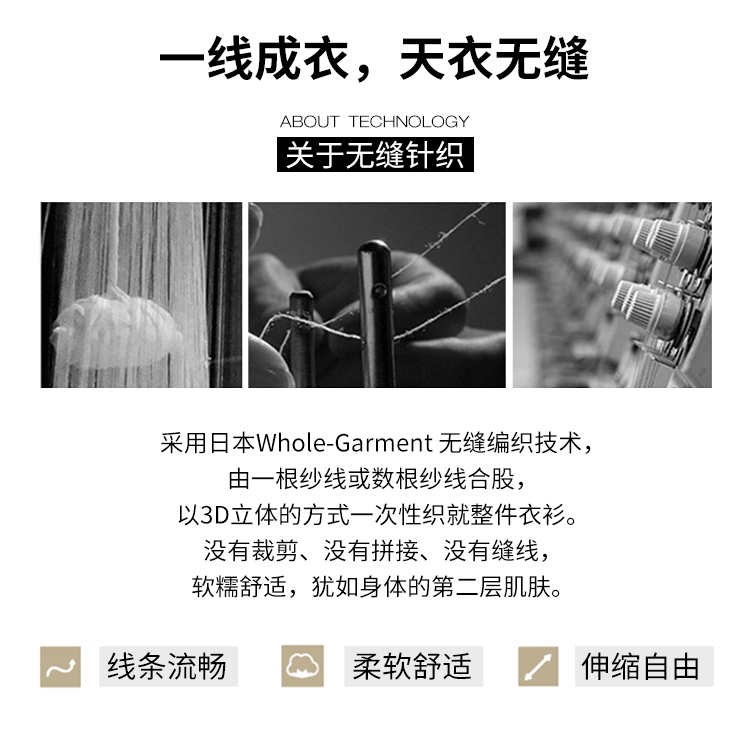 一线成衣，天衣无缝
ABOUT TECHNOLOGY
关于无缝针织
采用日本Whole-Garment 无缝编织技术，
由一根纱线或数根纱线合股，
以3D立体的方式一次性织就整件衣衫。
没有裁剪、没有拼接、没有缝线，
软糯舒适，犹如身体的第二层肌肤。
线条流畅 柔软舒适 伸缩自由